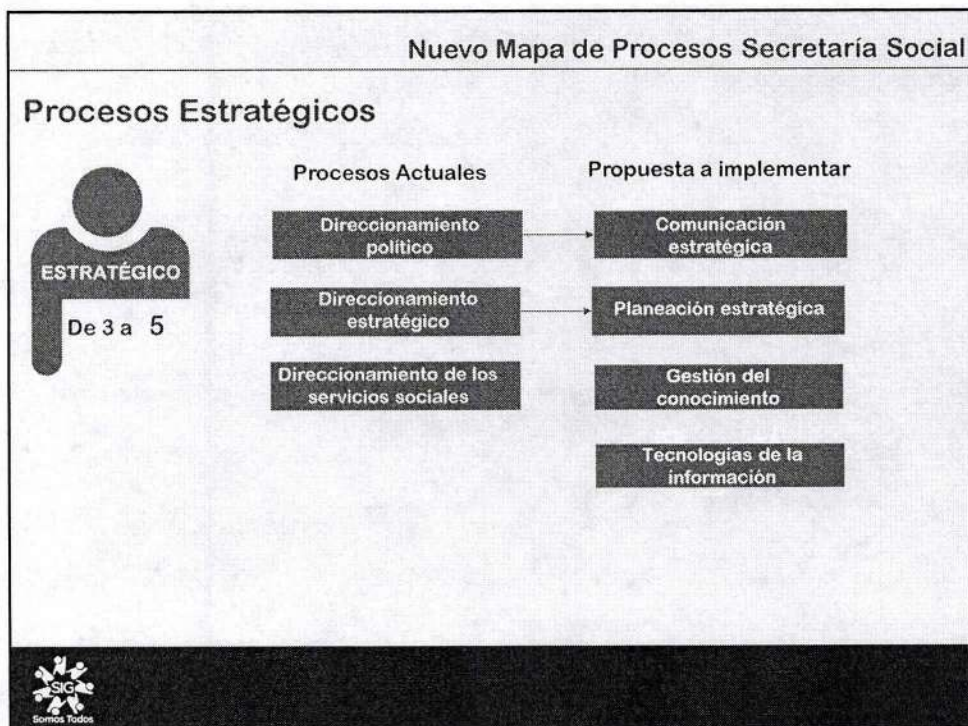 Nuevo Mapa de Procesos Secretaría Social
Procesos Estratégicos
ESTRATÉGICO
De 3 a 5
Procesos Actuales
Direccionamiento
político
Direccionamiento
estratégico
Direccionamiento de los
servicios sociales
Propuesta a implementar
Comunicación
estratégica
Planeación estratégica
Gestión del
conocimiento
Tecnologías de la
información
SIG
Somos Todos